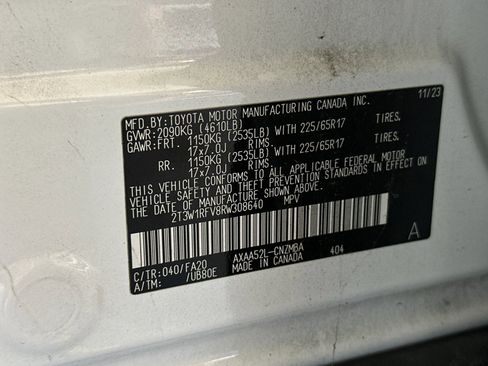 MFD. BY: TOYOTA MOTOR MANUFACTURING CANADA INC. 11/23
GVWR: 2090KG (4610LB)
GAWR: FRT. 1150KG (2535LB) WITH 225/65R17 TIRES.
17x7.0J RIMS.
RR. 1150KG (2535LB) WITH 225/65R17 TIRES.
17x7.0J RIMS.
THIS VEHICLE CONFORMS TO ALL APPLICABLE FEDERAL MOTOR
VEHICLE SAFETY AND THEFT PREVENTION STANDARDS IN EFFECT ON
THE DATE OF MANUFACTURE SHOWN ABOVE.
2T3W1RFV8RW308640 MPV
A
C/TR: 040/FA20 AXAA52L-CNZMBA 404
A/TM: /UB80E MADE IN CANADA